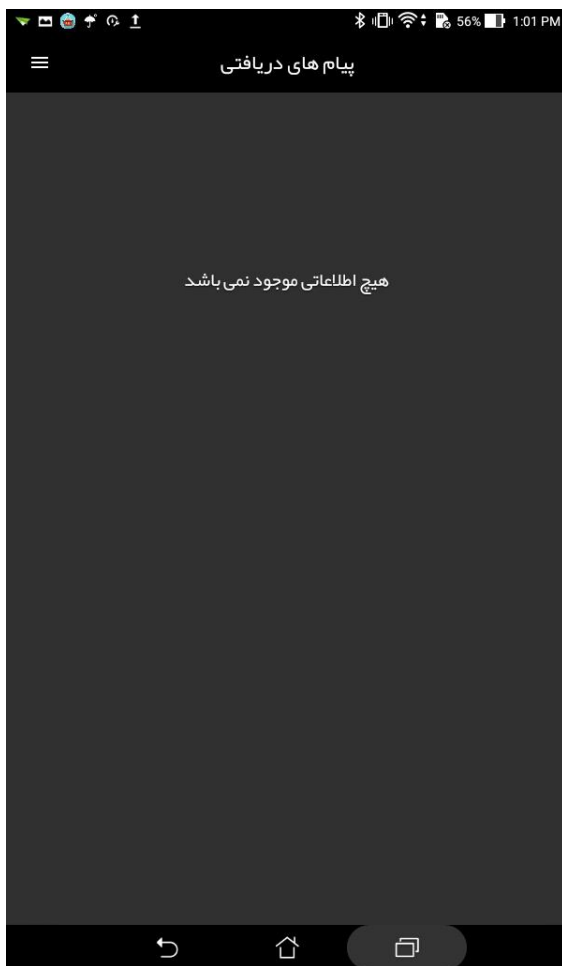 56% 1:01 PM
پیام های دریافتی
هیچ اطلاعاتی موجود نمی باشد